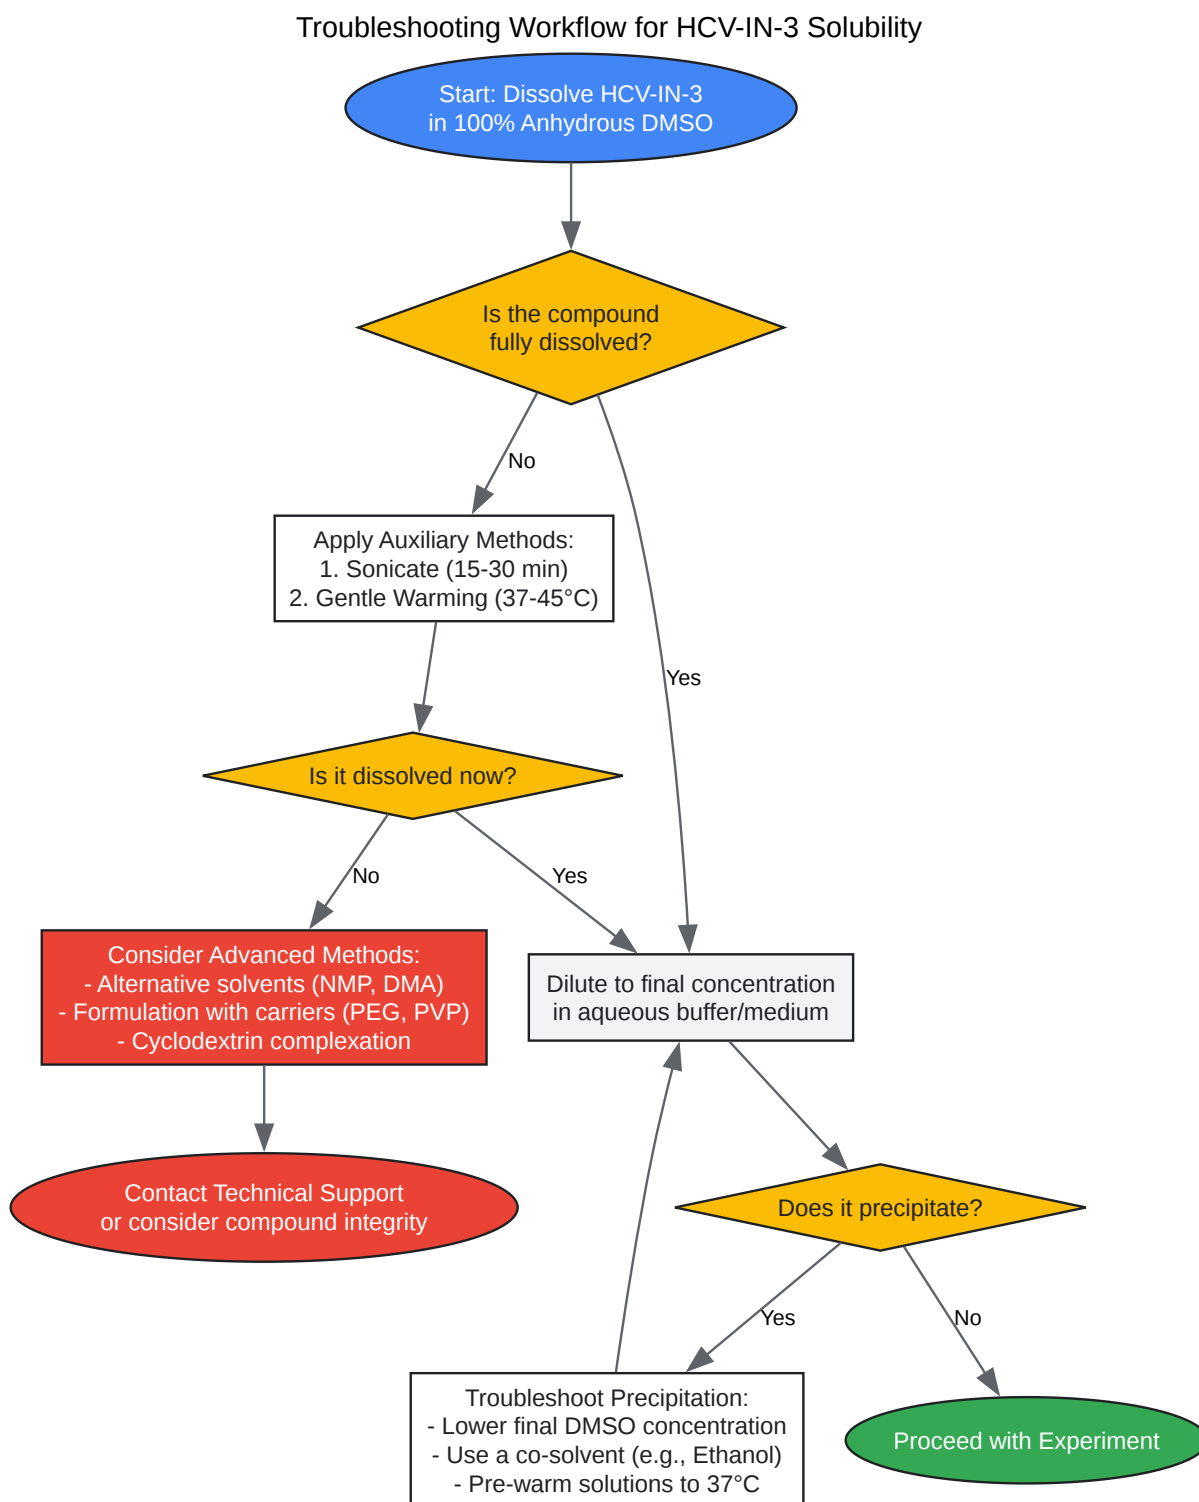 Troubleshooting Workflow for HCV-IN-3 Solubility
Start: Dissolve HCV-IN-3
in 100% Anhydrous DMSO
Is the compound
fully dissolved?
No
Apply Auxiliary Methods:
1. Sonicate (15-30 min)
2. Gentle Warming (37-45°C)
Yes
Is it dissolved now?
No
Yes
Consider Advanced Methods:
- Alternative solvents (NMP, DMA)
- Formulation with carriers (PEG, PVP)
- Cyclodextrin complexation
Dilute to final concentration
in aqueous buffer/medium
Contact Technical Support
or consider compound integrity
Does it precipitate?
Yes
No
Troubleshoot Precipitation:
- Lower final DMSO concentration
- Use a co-solvent (e.g., Ethanol)
- Pre-warm solutions to 37°C
Proceed with Experiment